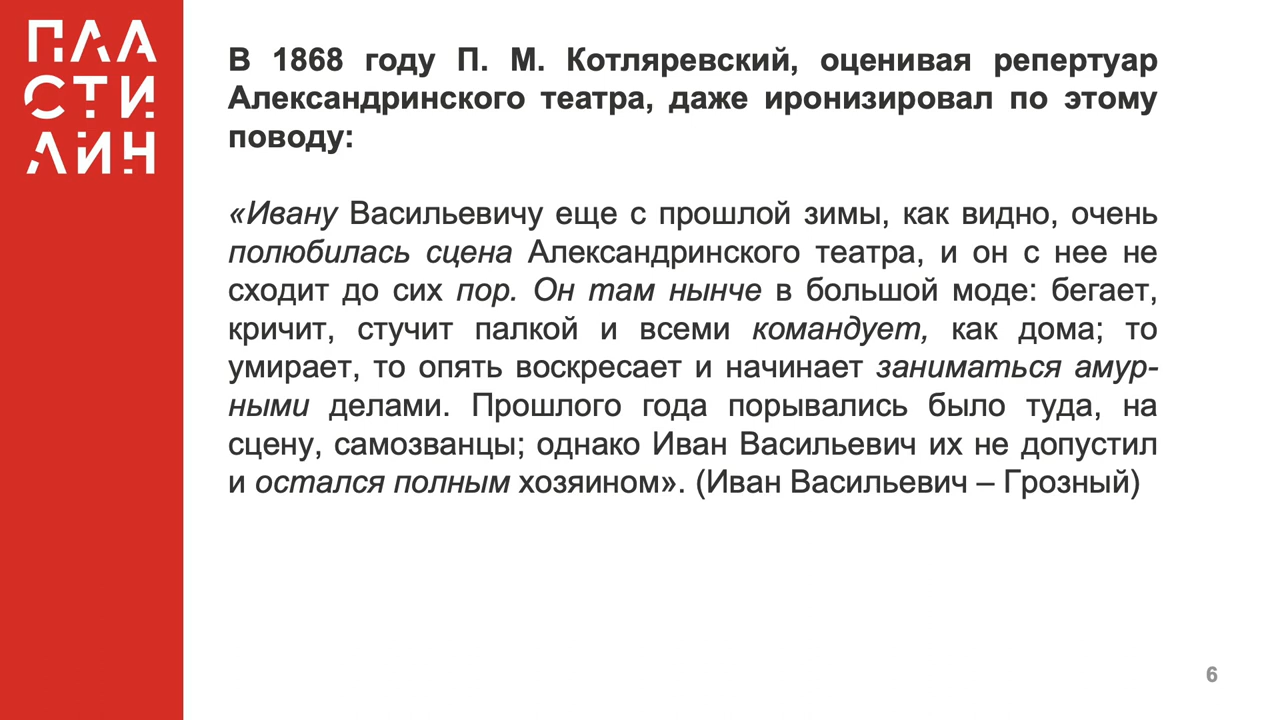 ПЛА
СТИ
ЛИН
В 1868 году П. М. Котляревский, оценивая репертуар
Александринского театра, даже иронизировал по этому
поводу:
«Ивану Васильевичу еще с прошлой зимы, как видно, очень
полюбилась сцена Александринского театра, и он с нее не
сходит до сих пор. Он там нынче в большой моде: бегает,
кричит, стучит палкой и всеми командует, как дома; то
умирает, то опять воскресает и начинает заниматься амур-
ными делами. Прошлого года порывались было туда, на
сцену, самозванцы; однако Иван Васильевич их не допустил
и остался полным хозяином». (Иван Васильевич – Грозный)
6